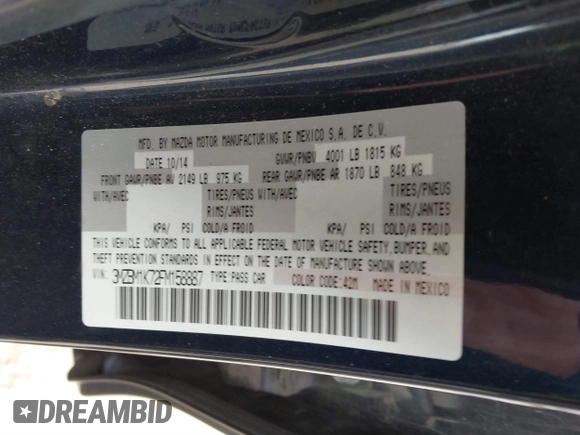 MFD. BY MAZDA MOTOR MANUFACTURING DE MEXICO S.A. DE C.V.
DATE 10/14 GVWR/PNBV 4001 LB 1815 KG
FRONT GAWR/PNBE AV 2149 LB 975 KG REAR GAWR/PNBE AR 1870 LB 848 KG
WITH/AVEC TIRES/PNEUS WITH/AVEC TIRES/PNEUS
RIMS/JANTES RIMS/JANTES
KPA/ PSI COLD/A FROID KPA/ PSI COLD/A FROID
THIS VEHICLE CONFORMS TO ALL APPLICABLE FEDERAL MOTOR VEHICLE SAFETY, BUMPER, AND
THEFT PREVENTION STANDARDS IN EFFECT ON THE DATE OF MANUFACTURE SHOWN ABOVE.
VIN: 3MZBM1K72FM158887 TYPE PASS CAR COLOR CODE:42M MADE IN MEXICO
DREAMBID